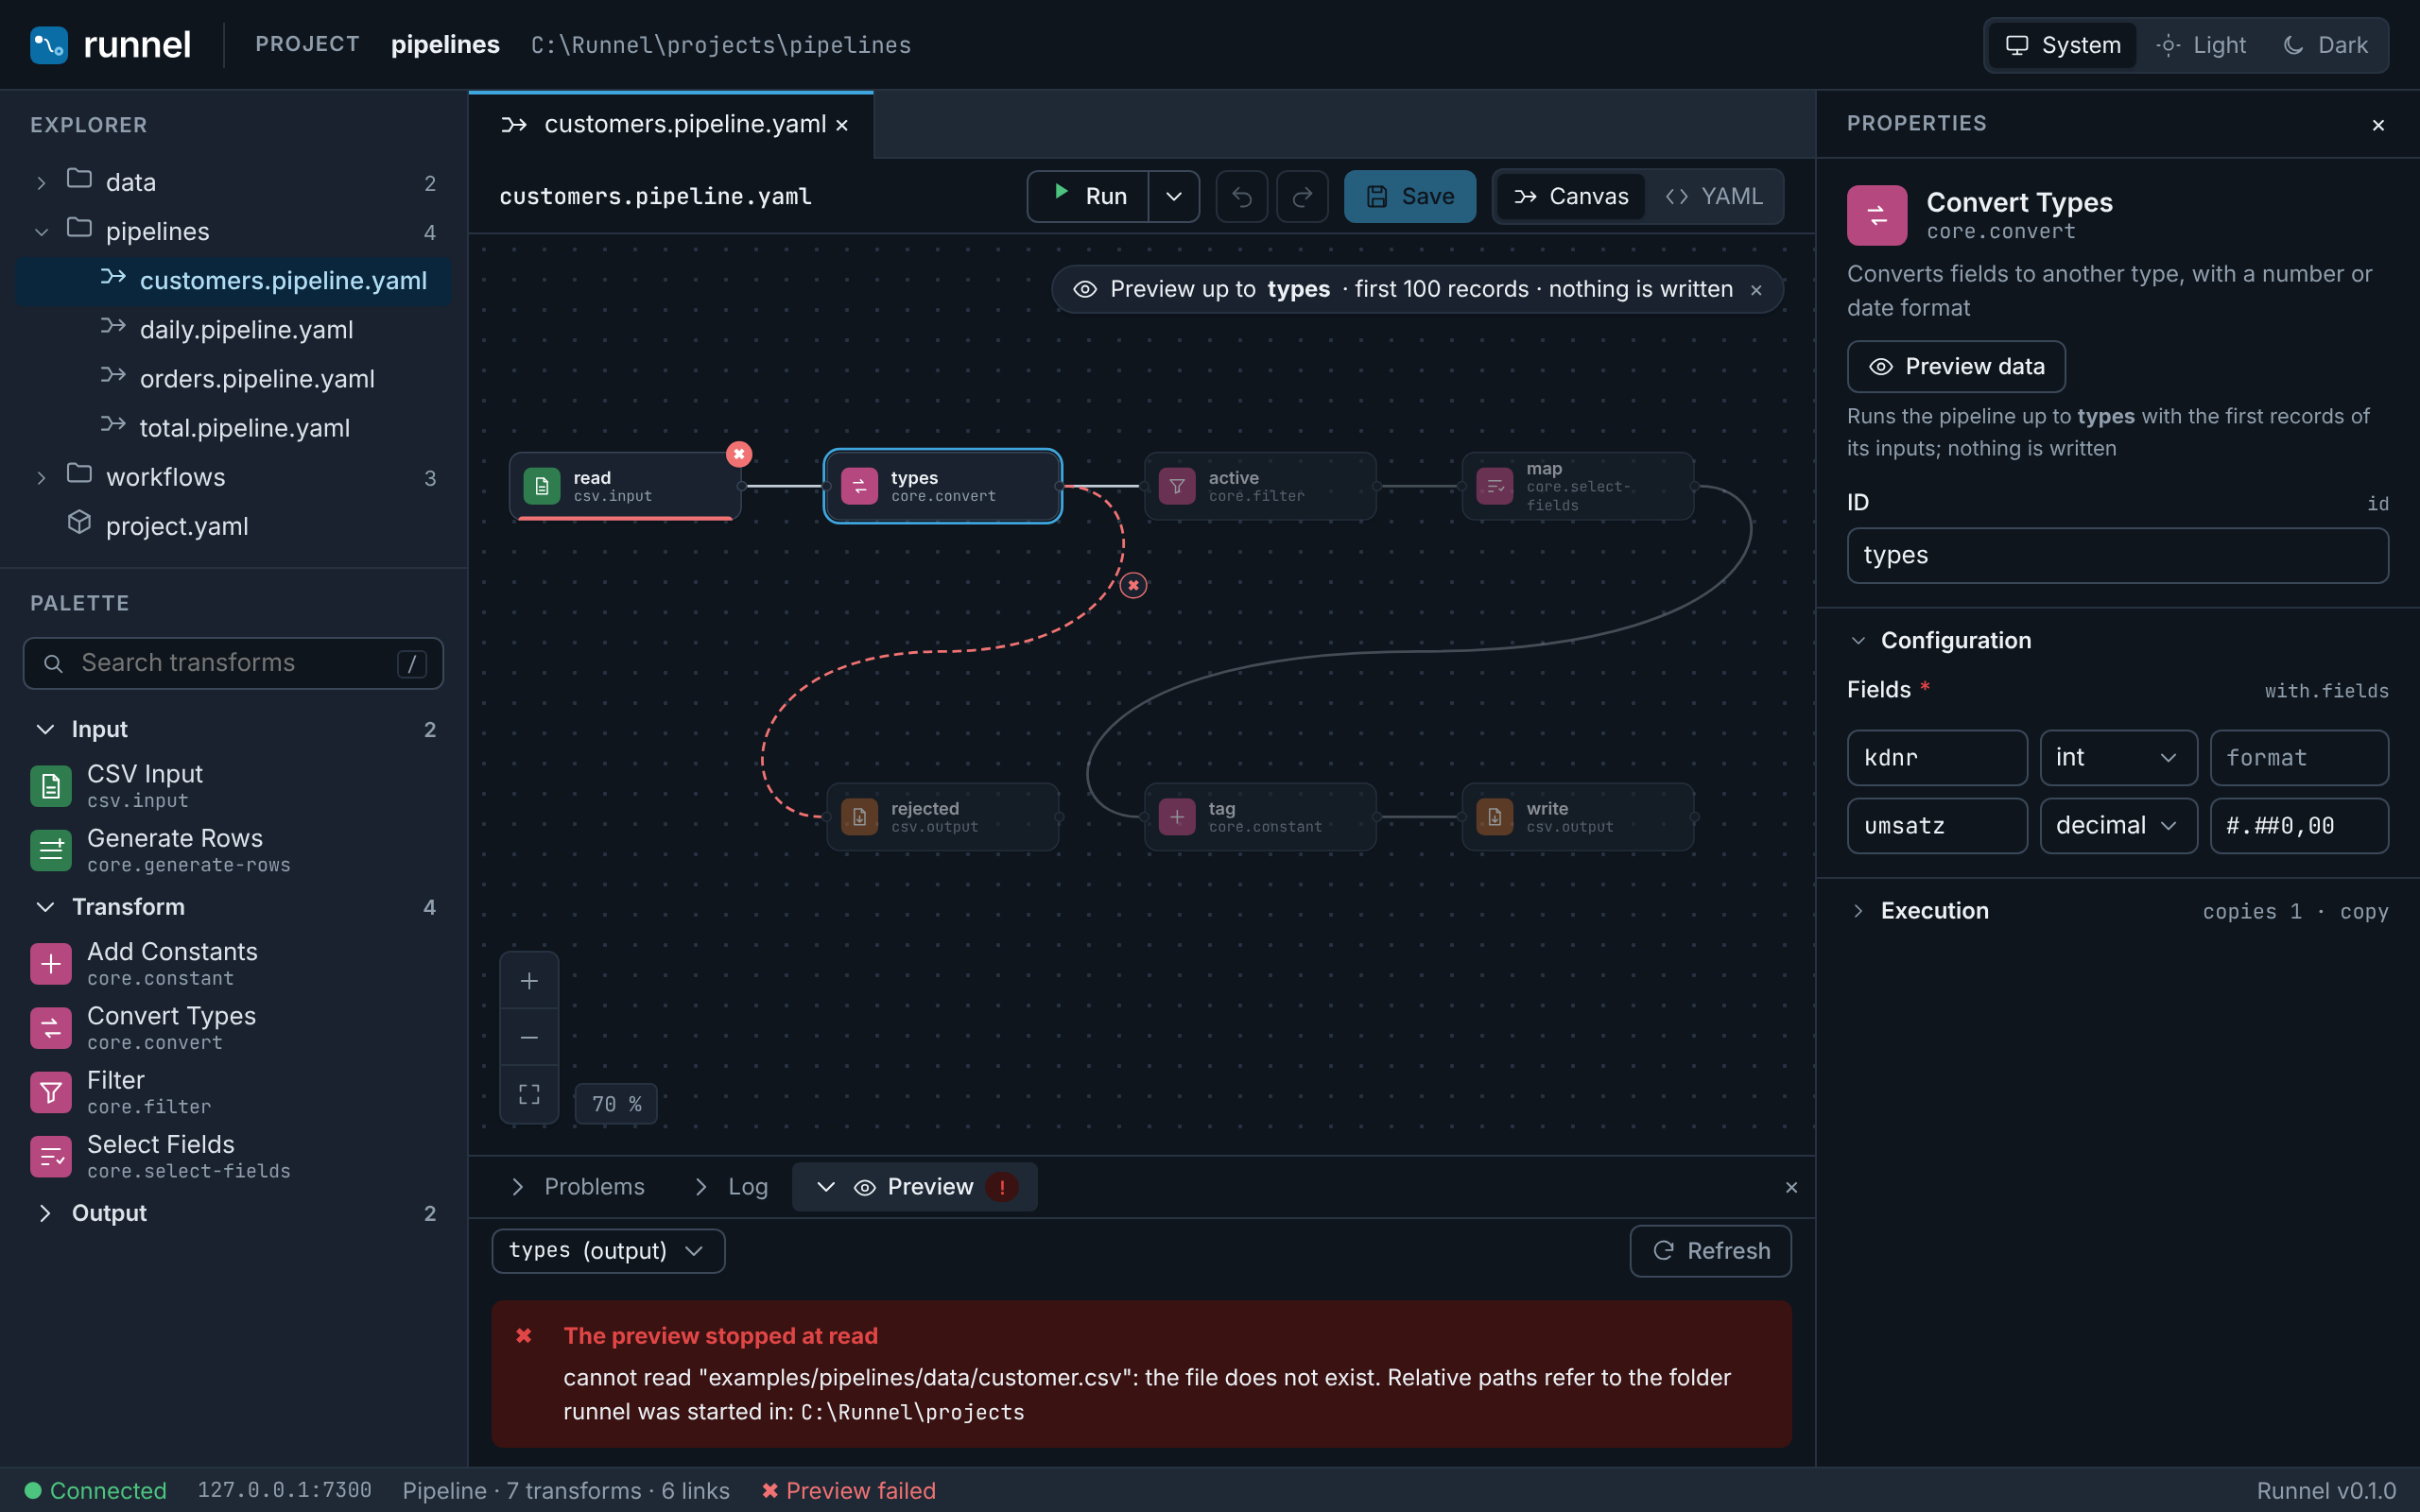 runnel
PROJECT pipelines C:\Runnel\projects\pipelines
System Light Dark
EXPLORER
data 2
pipelines 4
customers.pipeline.yaml
daily.pipeline.yaml
orders.pipeline.yaml
total.pipeline.yaml
workflows 3
project.yaml
PALETTE
Search transforms /
Input 2
CSV Input
csv.input
Generate Rows
core.generate-rows
Transform 4
Add Constants
core.constant
Convert Types
core.convert
Filter
core.filter
Select Fields
core.select-fields
Output 2
customers.pipeline.yaml ×
customers.pipeline.yaml
Run Save Canvas YAML
Preview up to types · first 100 records · nothing is written ×
read
csv.input
types
core.convert
active
core.filter
map
core.select-
fields
rejected
csv.output
tag
core.constant
write
csv.output
70 %
Problems Log Preview ! ×
types (output) Refresh
The preview stopped at read
cannot read "examples/pipelines/data/customer.csv": the file does not exist. Relative paths refer to the folder
runnel was started in: C:\Runnel\projects
PROPERTIES ×
Convert Types
core.convert
Converts fields to another type, with a number or
date format
Preview data
Runs the pipeline up to types with the first records of
its inputs; nothing is written
ID id
types
Configuration
Fields * with.fields
kdnr int format
umsatz decimal #.##0,00
Execution copies 1 · copy
Connected 127.0.0.1:7300 Pipeline · 7 transforms · 6 links Preview failed Runnel v0.1.0